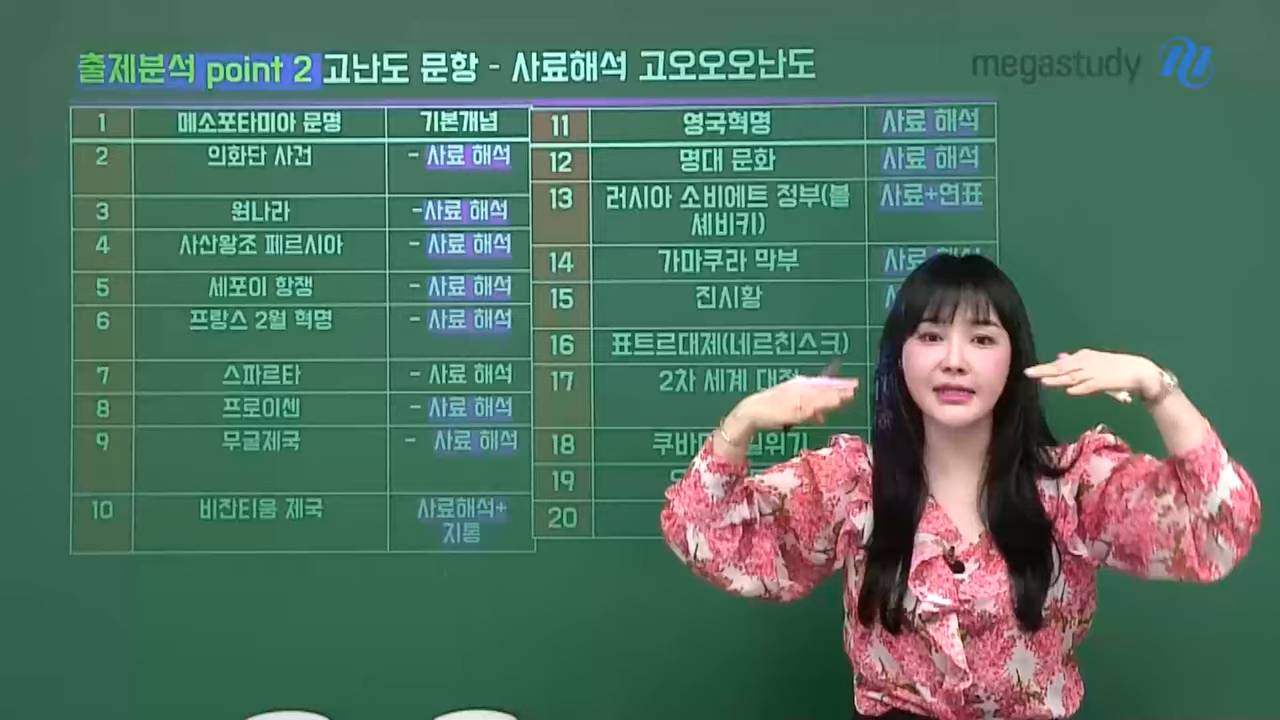 출제분석 point 2 고난도 문항 - 사료해석 고오오오난도
megastudy
1 메소포타미아 문명 기본개념
2 의화단 사건 - 사료 해석
3 원나라 -사료 해석
4 사산왕조 페르시아 - 사료 해석
5 세포이 항쟁 - 사료 해석
6 프랑스 2월 혁명 - 사료 해석
7 스파르타 - 사료 해석
8 프로이센 - 사료 해석
9 무굴제국 - 사료 해석
10 비잔티움 제국 사료해석+
지통
11 영국혁명 사료 해석
12 명대 문화 사료 해석
13 러시아 소비에트 정부(볼 사료+연표
셰비키)
14 가마쿠라 막부 사료
15 진시황
16 표트르대제(네르친스크)
17 2차 세계 대전
18
19
20